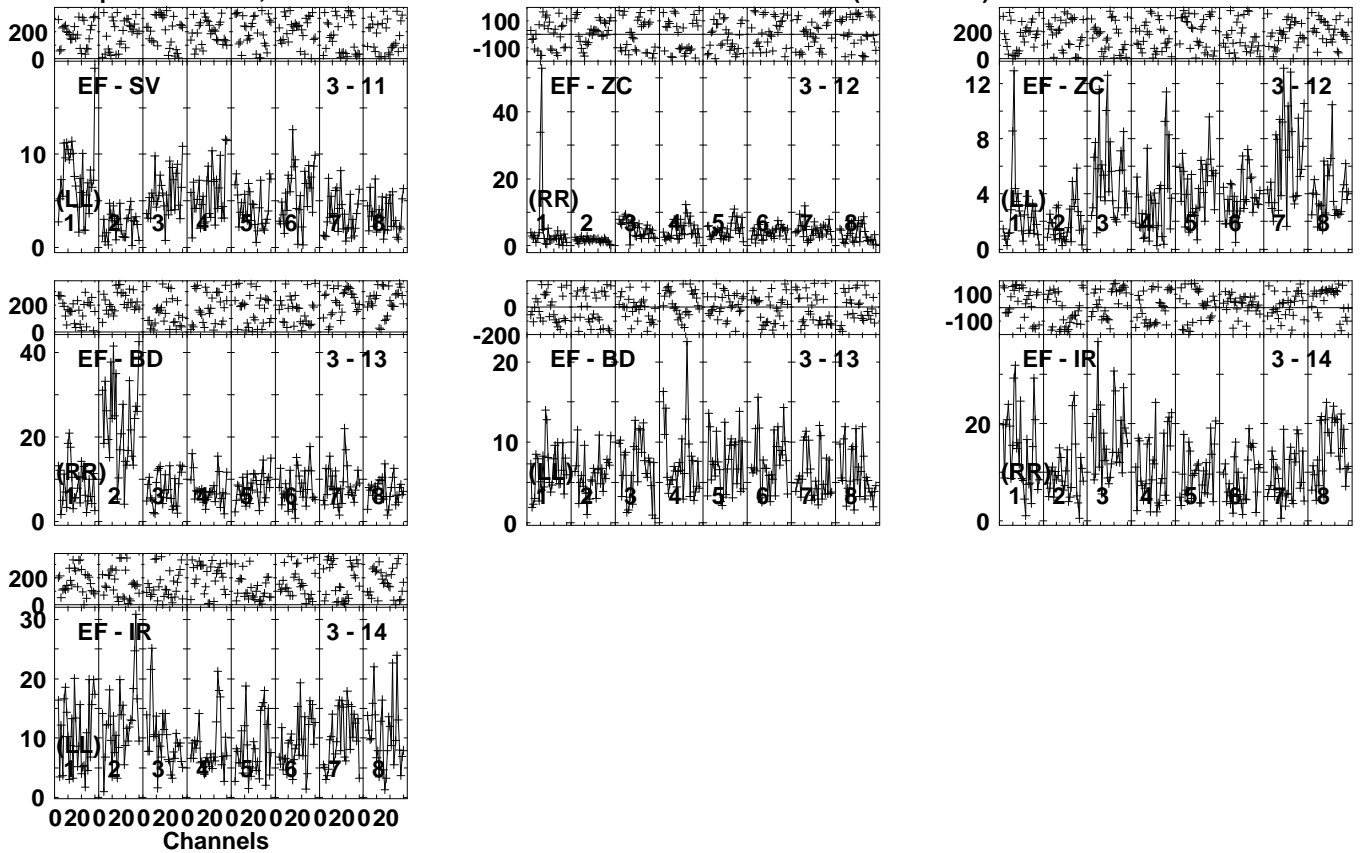 200
0
EF - SV 3 - 11
10
(LL)
1 2 3 4 5 6 7 8
0
100
-100
EF - ZC 3 - 12
40
20
(RR)
1 2 3 4 5 6 7 8
0
200
0
12
EF - ZC 3 - 12
8
4
(LL)
1 2 3 4 5 6 7 8
0
200
0
40
EF - BD 3 - 13
20
(RR)
1 2 3 4 5 6 7 8
0
0
-200
20
EF - BD 3 - 13
10
(LL)
1 2 3 4 5 6 7 8
0
100
-100
EF - IR 3 - 14
20
(RR)
1 2 3 4 5 6 7 8
0
200
0
30
EF - IR 3 - 14
20
10
(LL)
1 2 3 4 5 6 7 8
0
0 20 0 20 0 20 0 20 0 20 0 20 0 20 0 20
Channels